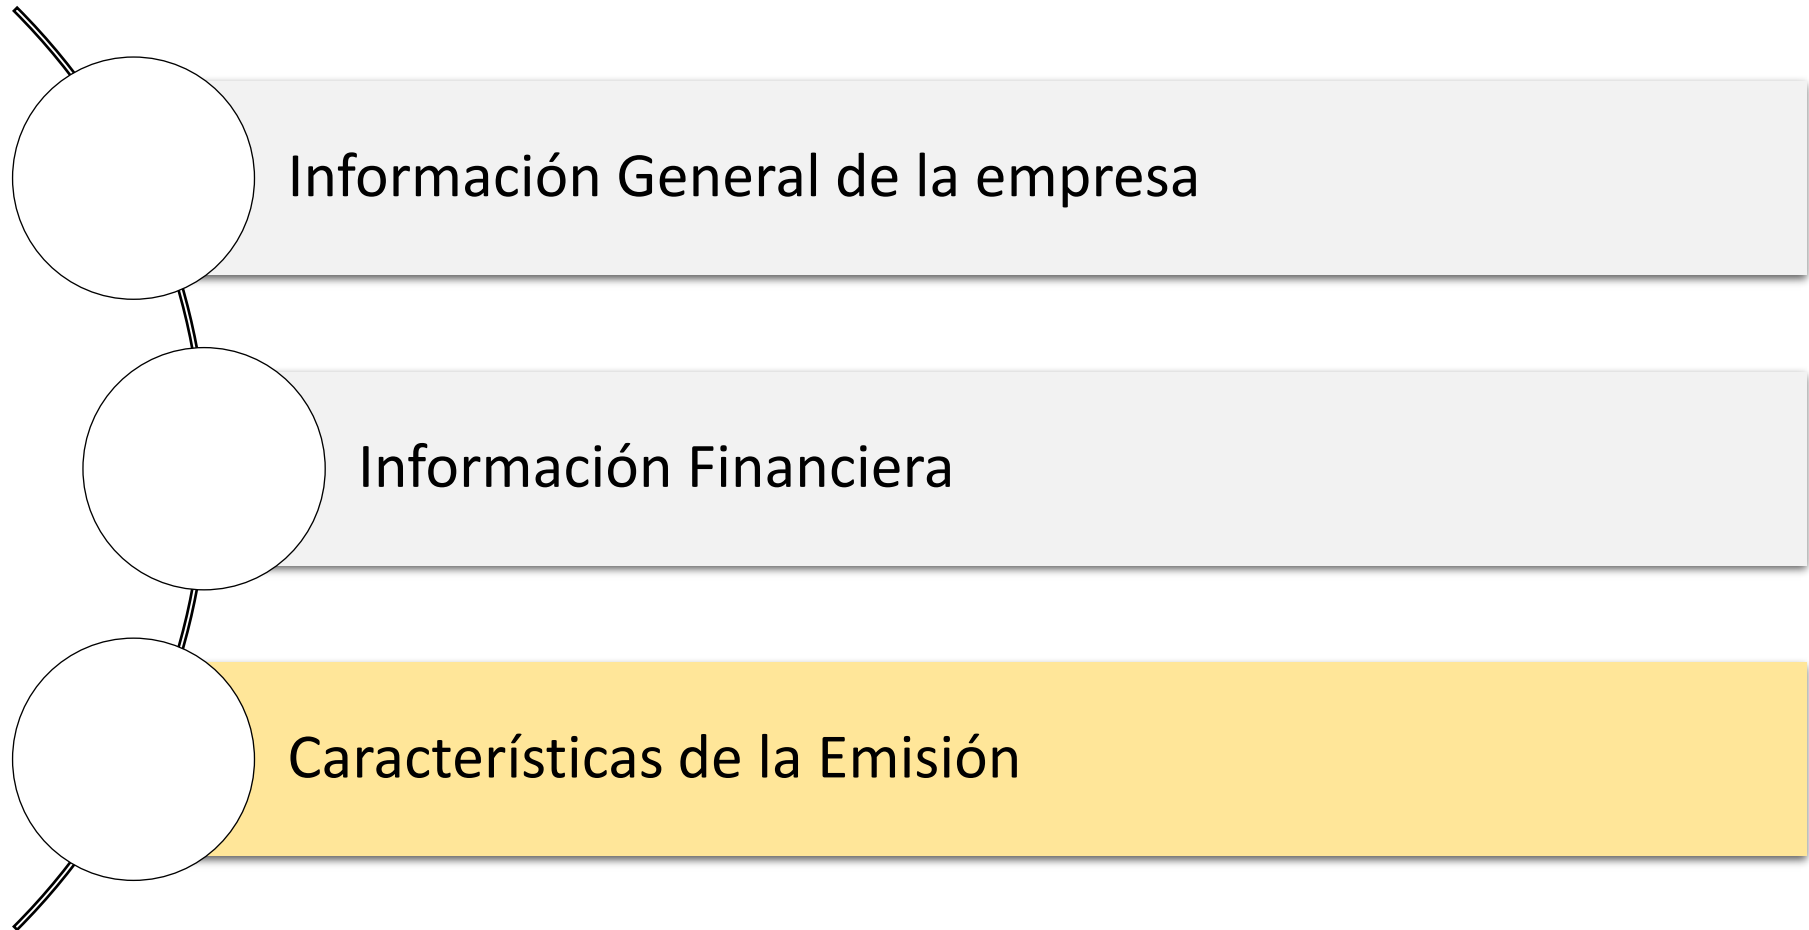 Información General de la empresa
Información Financiera
Características de la Emisión